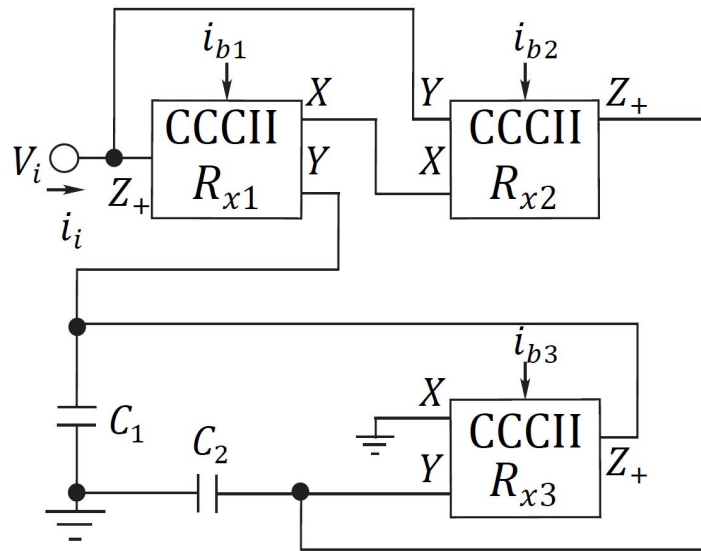 i_{b1}
i_{b2}
X
Y
Z_+
CCCII
CCCII
V_i
Y
X
Z_+
R_{x1}
R_{x2}
i_i
i_{b3}
X
C_1
CCCII
C_2
Z_+
Y
R_{x3}